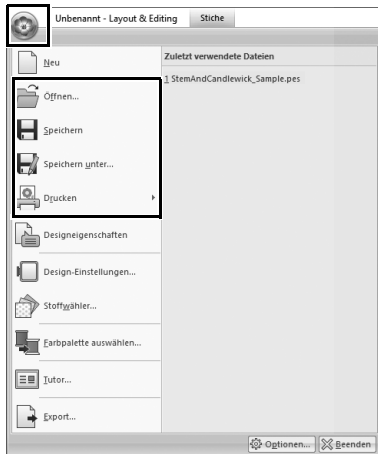 Unbenannt - Layout & Editing Stiche
Neu
Öffnen...
Speichern
Speichern unter...
Drucken
Designeigenschaften
Design-Einstellungen...
Stoffwähler...
Farbpalette auswählen...
Tutor...
Export...
Zuletzt verwendete Dateien
1 StemAndCandlewick_Sample.pes
Optionen... Beenden